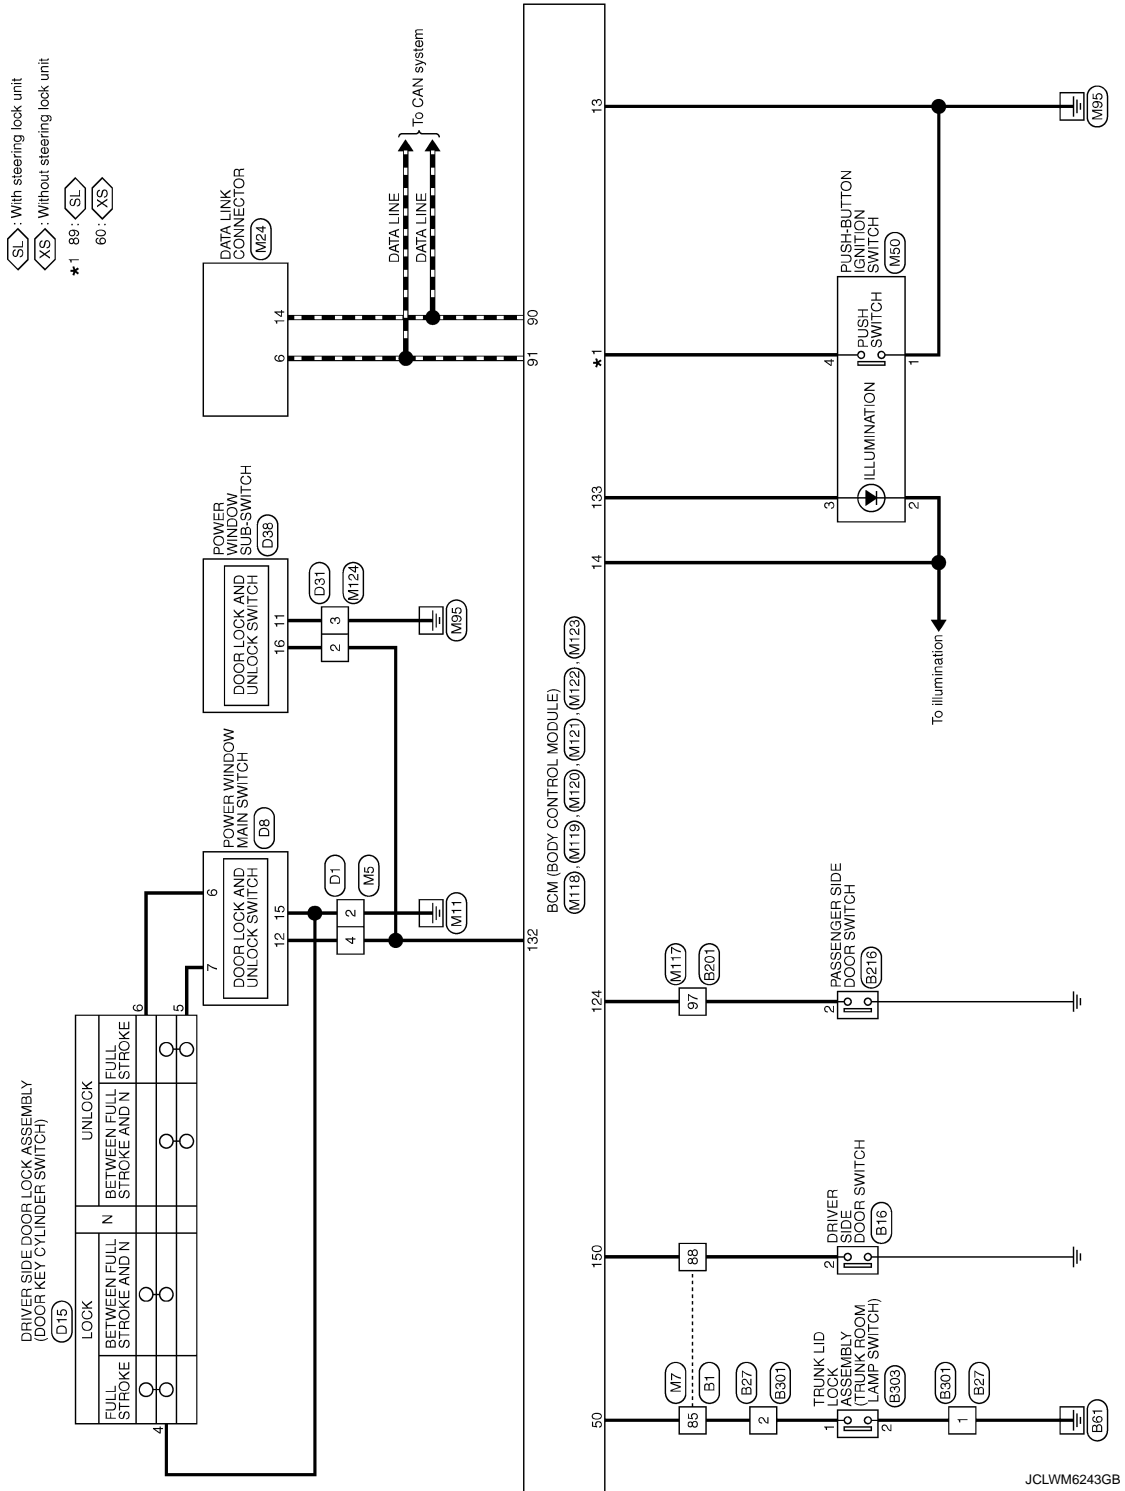 SL : With steering lock unit
XS : Without steering lock unit
*1 89 : SL
60 : XS
DRIVER SIDE DOOR LOCK ASSEMBLY
(DOOR KEY CYLINDER SWITCH)
D15
LOCK
N
UNLOCK
FULL
STROKE
BETWEEN FULL
STROKE AND N
BETWEEN FULL
STROKE AND N
FULL
STROKE
4
6
5
POWER WINDOW
MAIN SWITCH
D8
7
6
DOOR LOCK AND
UNLOCK SWITCH
12
15
4
2
D1
M5
M11
POWER
WINDOW
SUB-SWITCH
D38
DOOR LOCK AND
UNLOCK SWITCH
16
11
2
3
D31
M124
M95
DATA LINK
CONNECTOR
M24
6
14
DATA LINE
DATA LINE
To CAN system
132
91
90
BCM (BODY CONTROL MODULE)
M118 , M119 , M120 , M121 , M122 , M123
50
150
124
14
133
*1
13
85
M7
B1
88
2
B27
B301
TRUNK LID
LOCK
ASSEMBLY
(TRUNK ROOM
LAMP SWITCH)
B303
1
2
1
B301
B27
B61
DRIVER
SIDE
DOOR SWITCH
B16
2
97
M117
B201
PASSENGER SIDE
DOOR SWITCH
B216
2
To illumination
PUSH-BUTTON
IGNITION
SWITCH
M50
3
4
ILLUMINATION
PUSH
SWITCH
2
1
M95
JCLWM6243GB